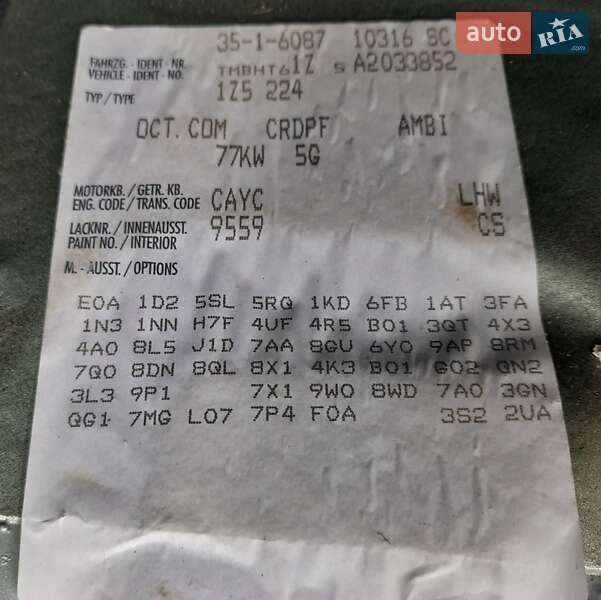 auto RIA .com
35-1-6087 10316 8C
FAHRZG. - IDENT - NR. TMBHT61Z S A2033852
VEHICLE - IDENT - NO.
TYP / TYPE 1Z5 224
OCT. COM CRDPF AMBI
77KW 5G
MOTORKB. / GETR. KB. CAYC LHW
ENG. CODE / TRANS. CODE
LACKNR. / INNENAUSST. 9559 CS
PAINT NO. / INTERIOR
M. - AUSST. / OPTIONS
E0A 1D2 5SL 5RQ 1KD 6FB 1AT 3FA
1N3 1NN H7F 4UF 4R5 B01 3QT 4X3
4A0 8L5 J1D 7AA 8GU 6Y0 9AP 8RM
7Q0 8DN 8QL 8X1 4K3 B01 G02 QN2
3L3 9P1 7X1 9W0 8WD 7A0 3GN
QG1 7MG L07 7P4 F0A 3S2 2UA